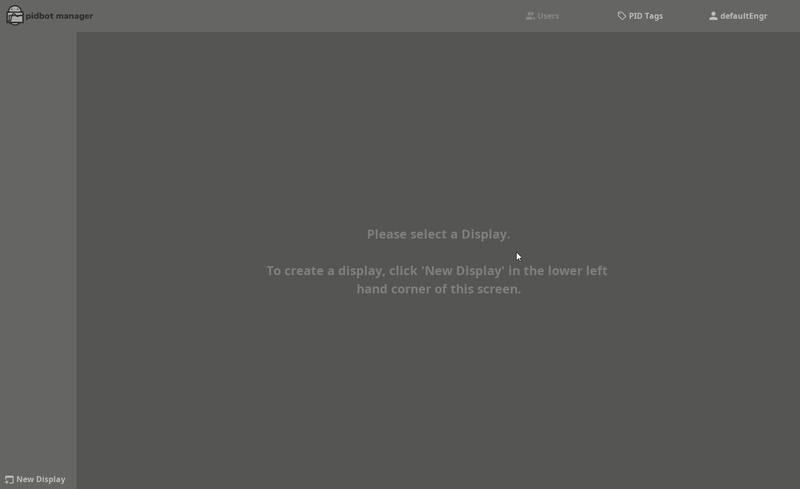 pidbot manager
Users
PID Tags
defaultEngr
Please select a Display.
To create a display, click 'New Display' in the lower left
hand corner of this screen.
New Display